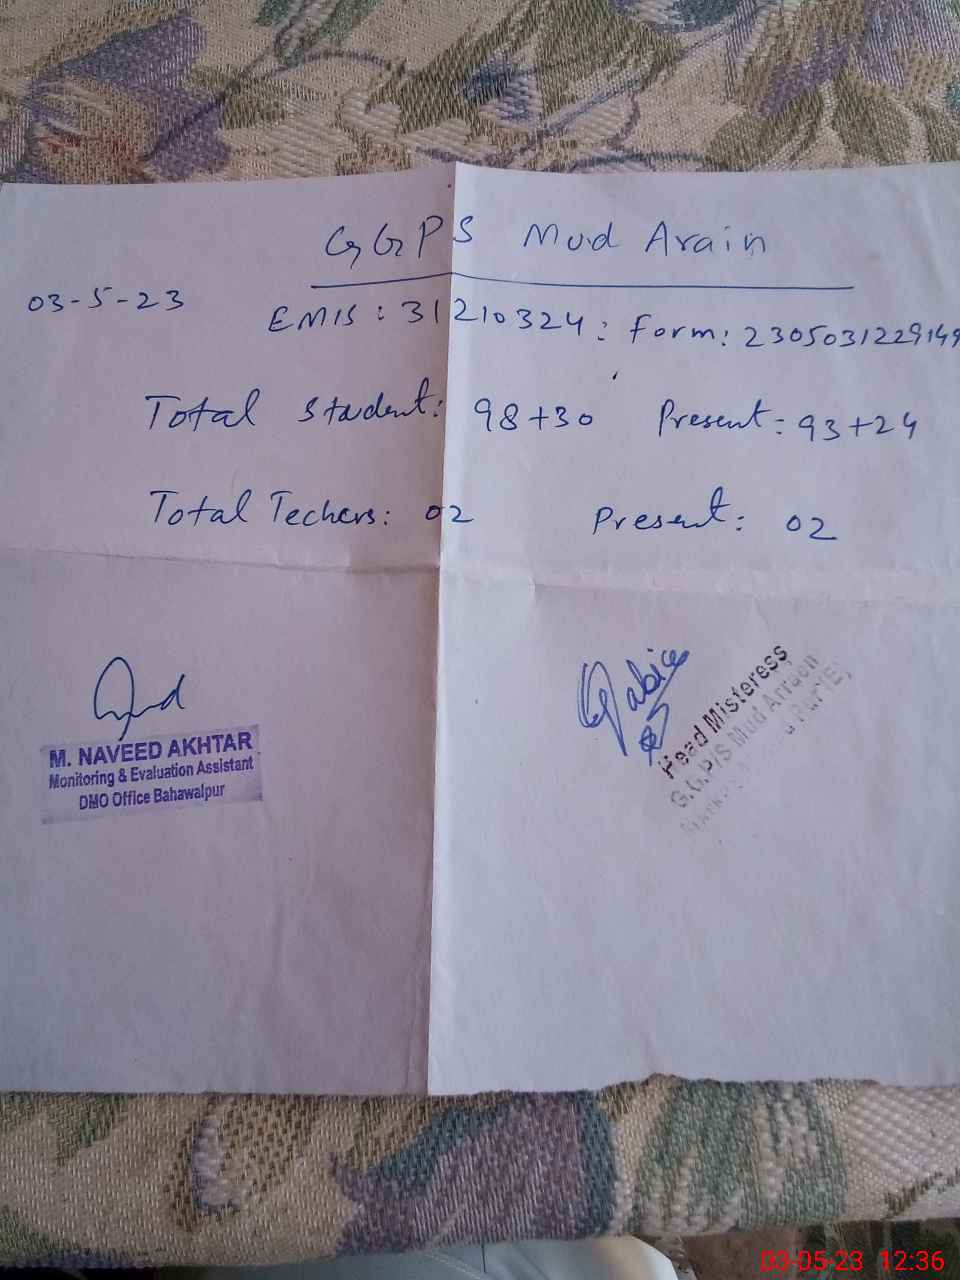 GGPS Mud Arain
03-5-23
EMIS: 31210324: Form: 2305031229149
Total student: 98+30 Present: 93+24
Total Techers: 02 Present: 02
M. NAVEED AKHTAR
Monitoring & Evaluation Assistant
DMO Office Bahawalpur
Head Misteress
G.G.P/S Mud Arraen
03-05-23 12:36